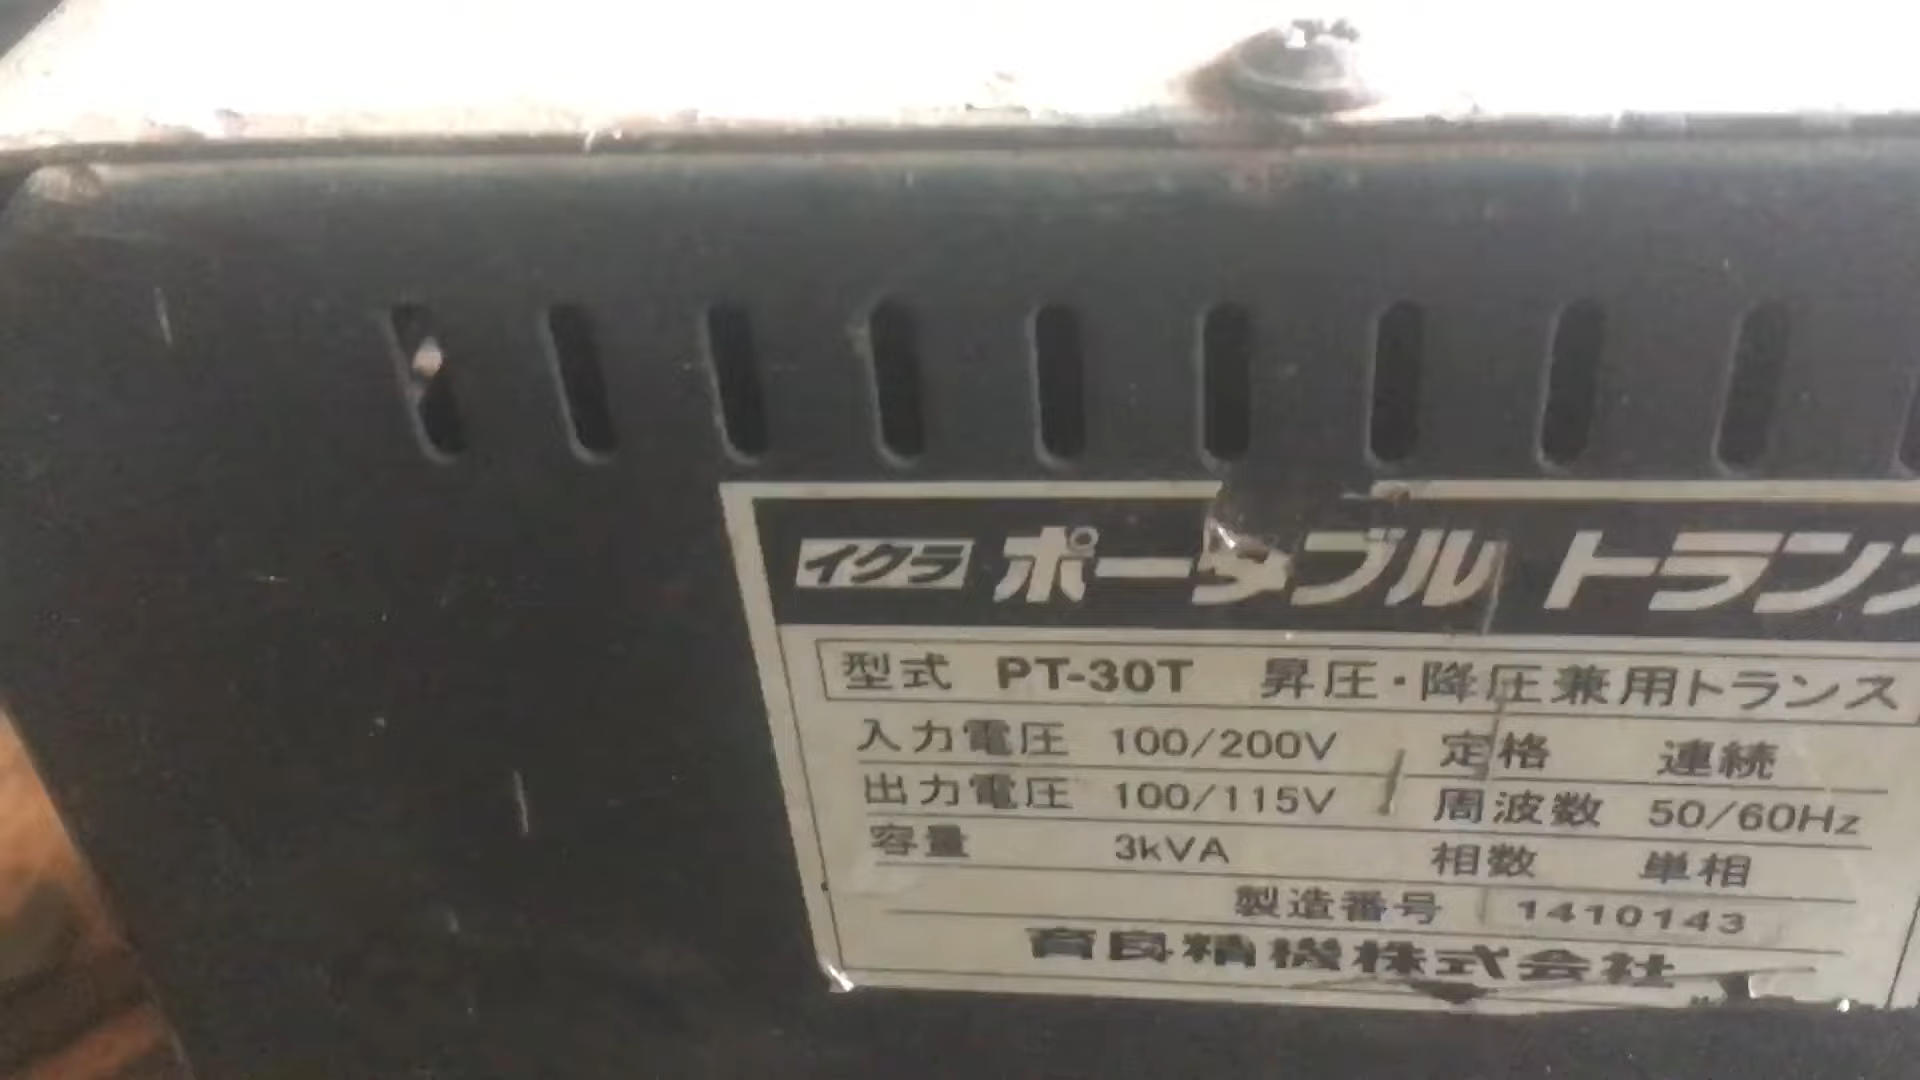 イクラ ポータブル トランス
型式 PT-30T 昇圧・降圧兼用トランス
入力電圧 100/200V 定格 連続
出力電圧 100/115V 周波数 50/60Hz
容量 3kVA 相数 単相
製造番号 1410143
育良精機株式会社